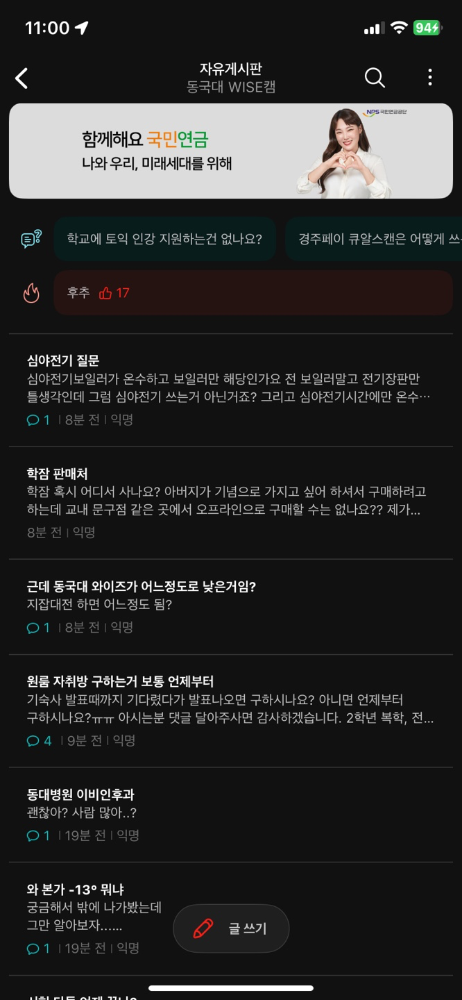 11:00
94
자유게시판
동국대 WISE캠
NPS 국민연금공단
함께해요 국민연금
나와 우리, 미래세대를 위해
학교에 토익 인강 지원하는건 없나요?
경주페이 큐알스캔은 어떻게 쓰
후추 17
심야전기 질문
심야전기보일러가 온수하고 보일러만 해당인가요 전 보일러말고 전기장판만
틀생각인데 그럼 심야전기 쓰는거 아닌거죠? 그리고 심야전기시간에만 온수…
1 | 8분 전 | 익명
학잠 판매처
학잠 혹시 어디서 사나요? 아버지가 기념으로 가지고 싶어 하셔서 구매하려고
하는데 교내 문구점 같은 곳에서 오프라인으로 구매할 수는 없나요?? 제가...
8분 전 | 익명
근데 동국대 와이즈가 어느정도로 낮은거임?
지잡대전 하면 어느정도 됨?
1 | 8분 전 | 익명
원룸 자취방 구하는거 보통 언제부터
기숙사 발표때까지 기다렸다가 발표나오면 구하시나요? 아니면 언제부터
구하시나요?ㅠㅠ 아시는분 댓글 달아주사면 감사하겠습니다. 2학년 복학, 전...
4 | 9분 전 | 익명
동대병원 이비인후과
괜찮아? 사람 많아..?
1 | 19분 전 | 익명
와 본가 -13° 뭐냐
궁금해서 밖에 나가봤는데
그만 알아보자......
1 | 19분 전 | 익명
글 쓰기